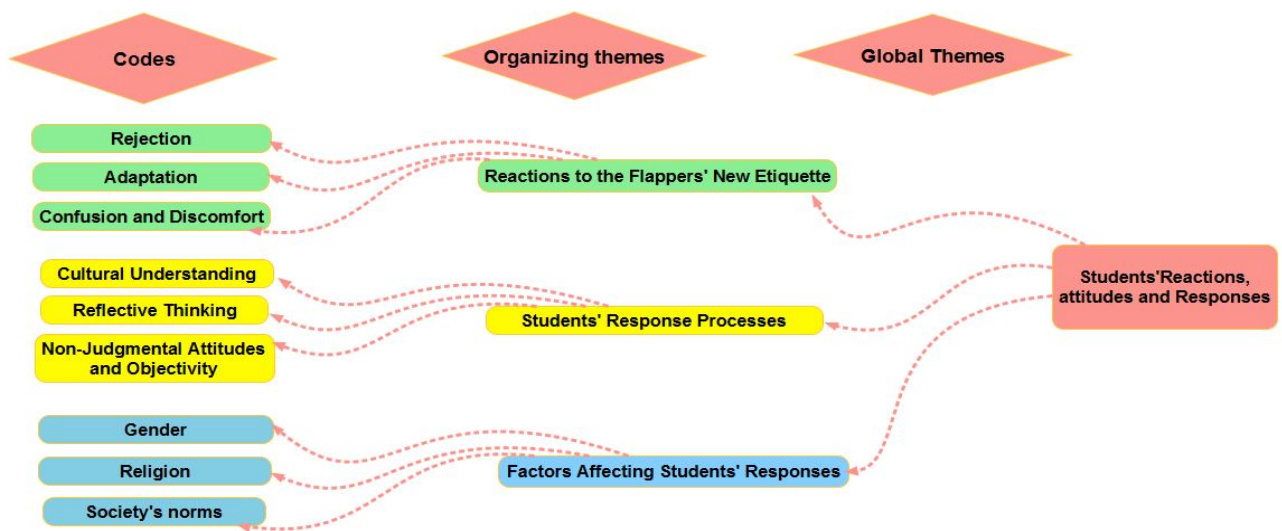 Codes
Organizing themes
Global Themes
Rejection
Adaptation
Confusion and Discomfort
Reactions to the Flappers' New Etiquette
Cultural Understanding
Reflective Thinking
Non-Judgmental Attitudes
and Objectivity
Students' Response Processes
Gender
Religion
Society's norms
Factors Affecting Students' Responses
Students'Reactions,
attitudes and Responses